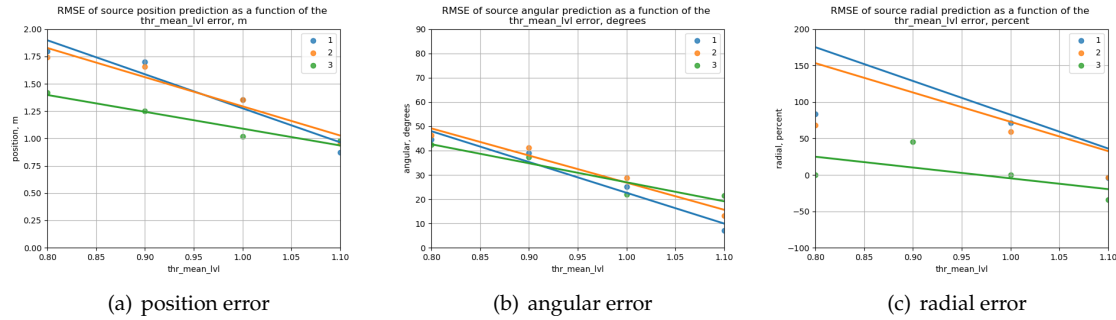 RMSE of source position prediction as a function of the
thr_mean_lvl error, m
position, m
2.00
1.75
1.50
1.25
1.00
0.75
0.50
0.25
0.00
0.80 0.85 0.90 0.95 1.00 1.05 1.10
thr_mean_lvl
1
2
3
(a) position error
RMSE of source angular prediction as a function of the
thr_mean_lvl error, degrees
angular, degrees
90
80
70
60
50
40
30
20
10
0
0.80 0.85 0.90 0.95 1.00 1.05 1.10
thr_mean_lvl
1
2
3
(b) angular error
RMSE of source radial prediction as a function of the
thr_mean_lvl error, percent
radial, percent
200
150
100
50
0
−50
−100
0.80 0.85 0.90 0.95 1.00 1.05 1.10
thr_mean_lvl
1
2
3
(c) radial error